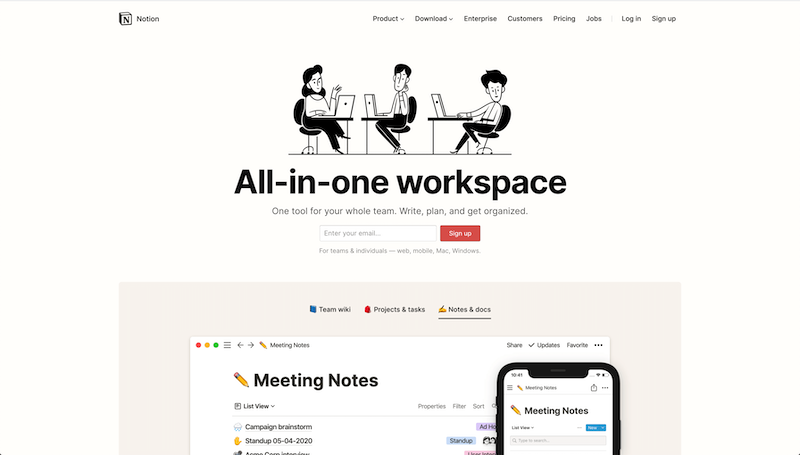 Notion
Product Download Enterprise Customers Pricing Jobs Log in Sign up
All-in-one workspace
One tool for your whole team. Write, plan, and get organized.
Enter your email... Sign up
For teams & individuals — web, mobile, Mac, Windows.
Team wiki Projects & tasks Notes & docs
Meeting Notes Share Updates Favorite
Meeting Notes
List View Properties Filter Sort
Campaign brainstorm Ad Ho
Standup 05-04-2020 Standup
10:41
Meeting Notes
Meeting Notes
List View New
Type to search...